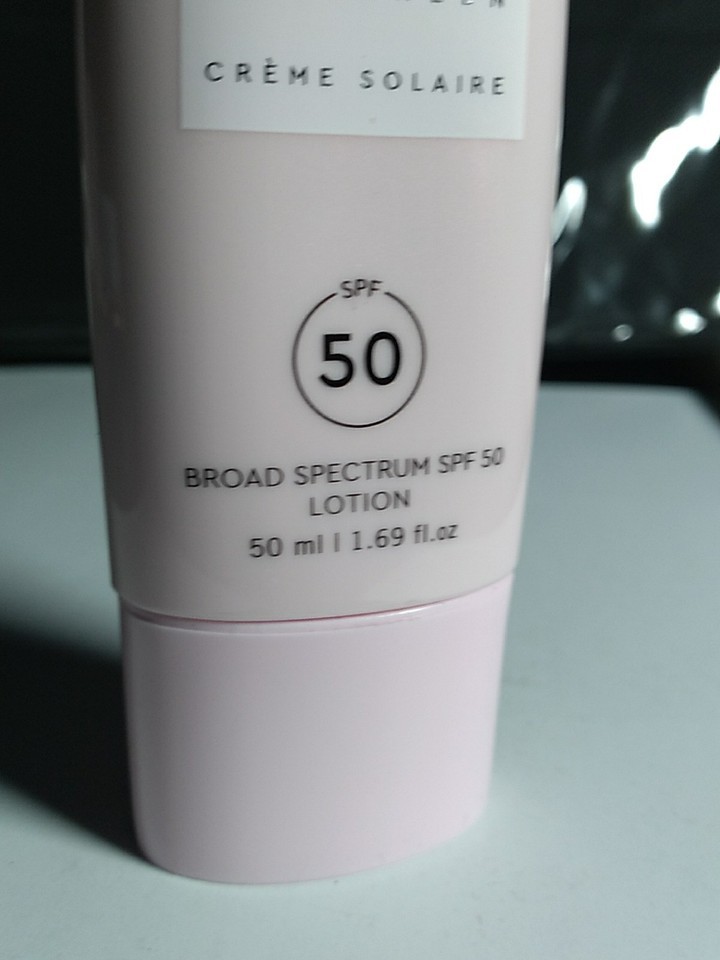 CRÈME SOLAIRE
SPF
50
BROAD SPECTRUM SPF 50
LOTION
50 ml | 1.69 fl.oz